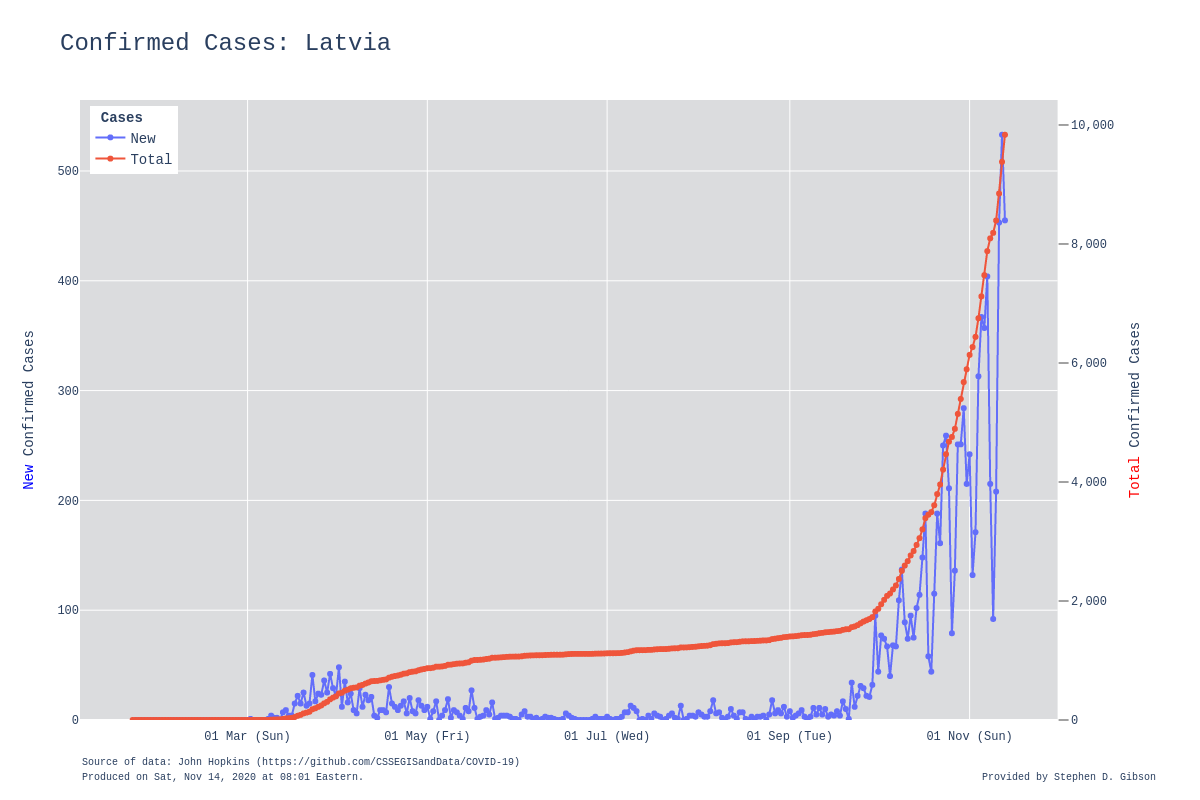 Confirmed Cases: Latvia
Cases
New
Total
500
400
300
200
100
0
10,000
8,000
6,000
4,000
2,000
0
New Confirmed Cases
Total Confirmed Cases
01 Mar (Sun)
01 May (Fri)
01 Jul (Wed)
01 Sep (Tue)
01 Nov (Sun)
Source of data: John Hopkins (https://github.com/CSSEGISandData/COVID-19)
Produced on Sat, Nov 14, 2020 at 08:01 Eastern.
Provided by Stephen D. Gibson